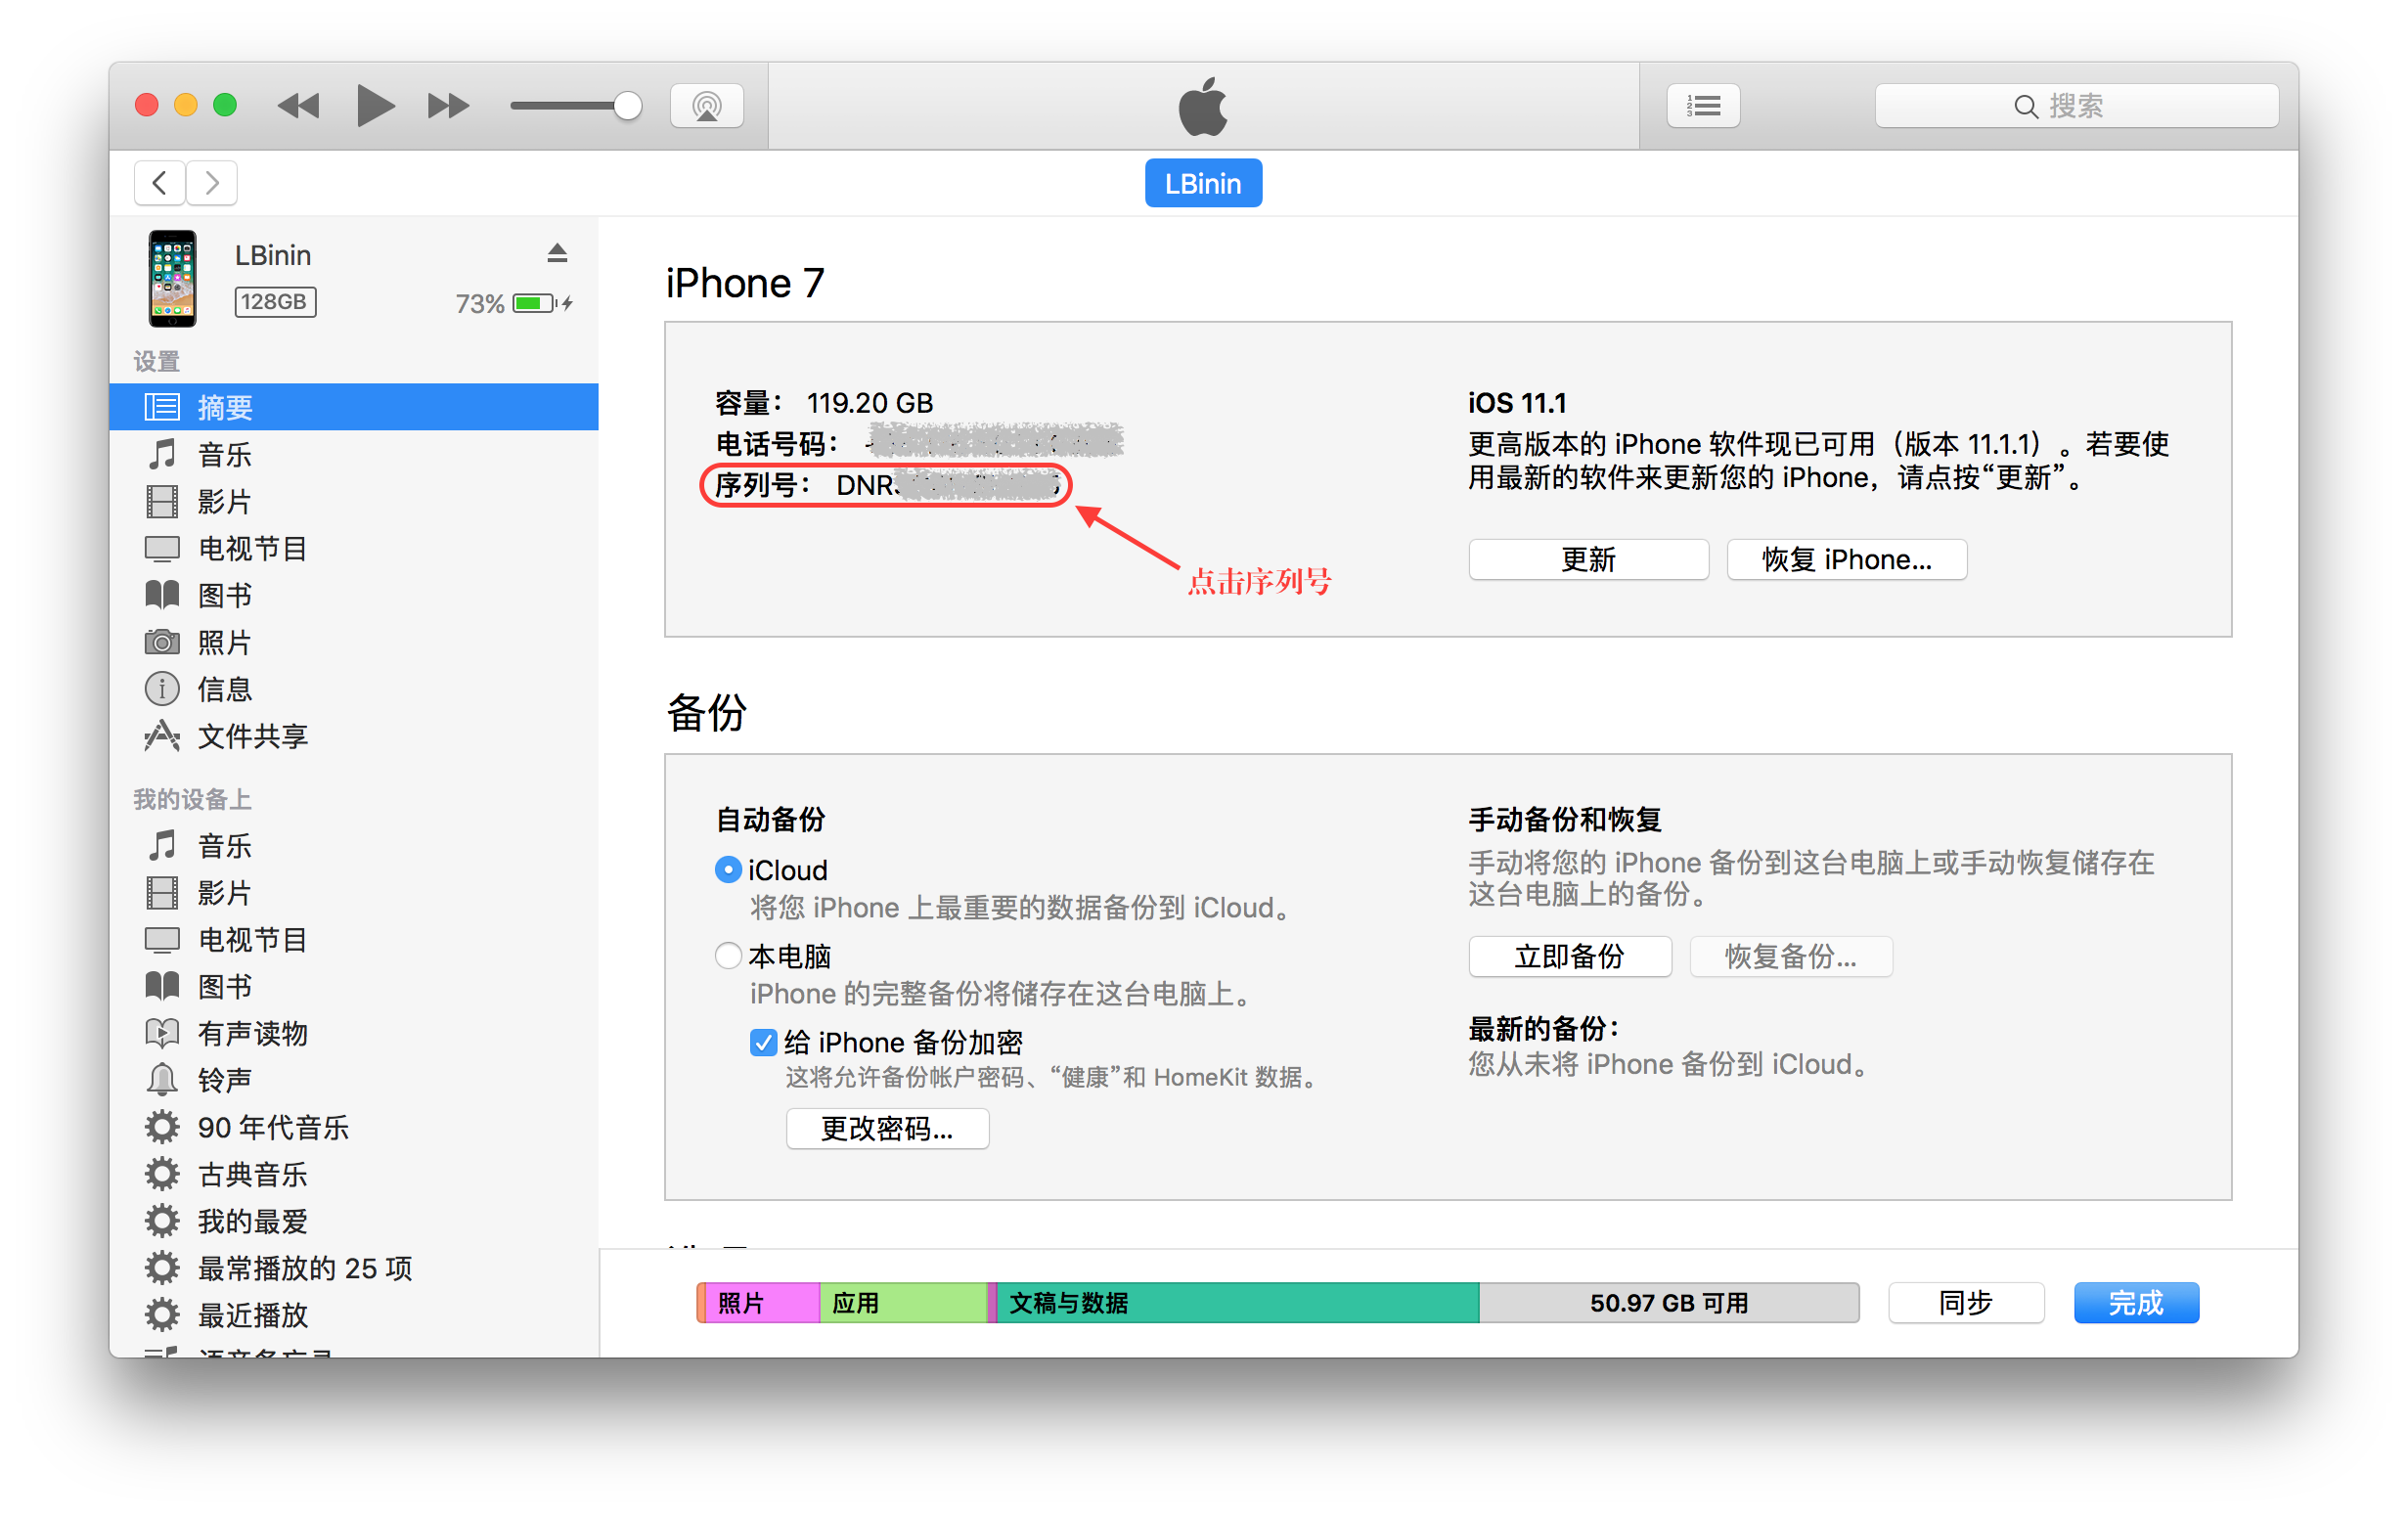 搜索
LBinin
LBinin
128GB
73%
设置
摘要
音乐
影片
电视节目
图书
照片
信息
文件共享
我的设备上
音乐
影片
电视节目
图书
有声读物
铃声
90 年代音乐
古典音乐
我的最爱
最常播放的 25 项
最近播放
iPhone 7
容量： 119.20 GB
电话号码：
序列号： DNR
点击序列号
iOS 11.1
更高版本的 iPhone 软件现已可用（版本 11.1.1）。若要使
用最新的软件来更新您的 iPhone，请点按“更新”。
更新
恢复 iPhone...
备份
自动备份
iCloud
将您 iPhone 上最重要的数据备份到 iCloud。
本电脑
iPhone 的完整备份将储存在这台电脑上。
给 iPhone 备份加密
这将允许备份帐户密码、“健康”和 HomeKit 数据。
更改密码...
手动备份和恢复
手动将您的 iPhone 备份到这台电脑上或手动恢复储存在
这台电脑上的备份。
立即备份
恢复备份...
最新的备份：
您从未将 iPhone 备份到 iCloud。
照片
应用
文稿与数据
50.97 GB 可用
同步
完成